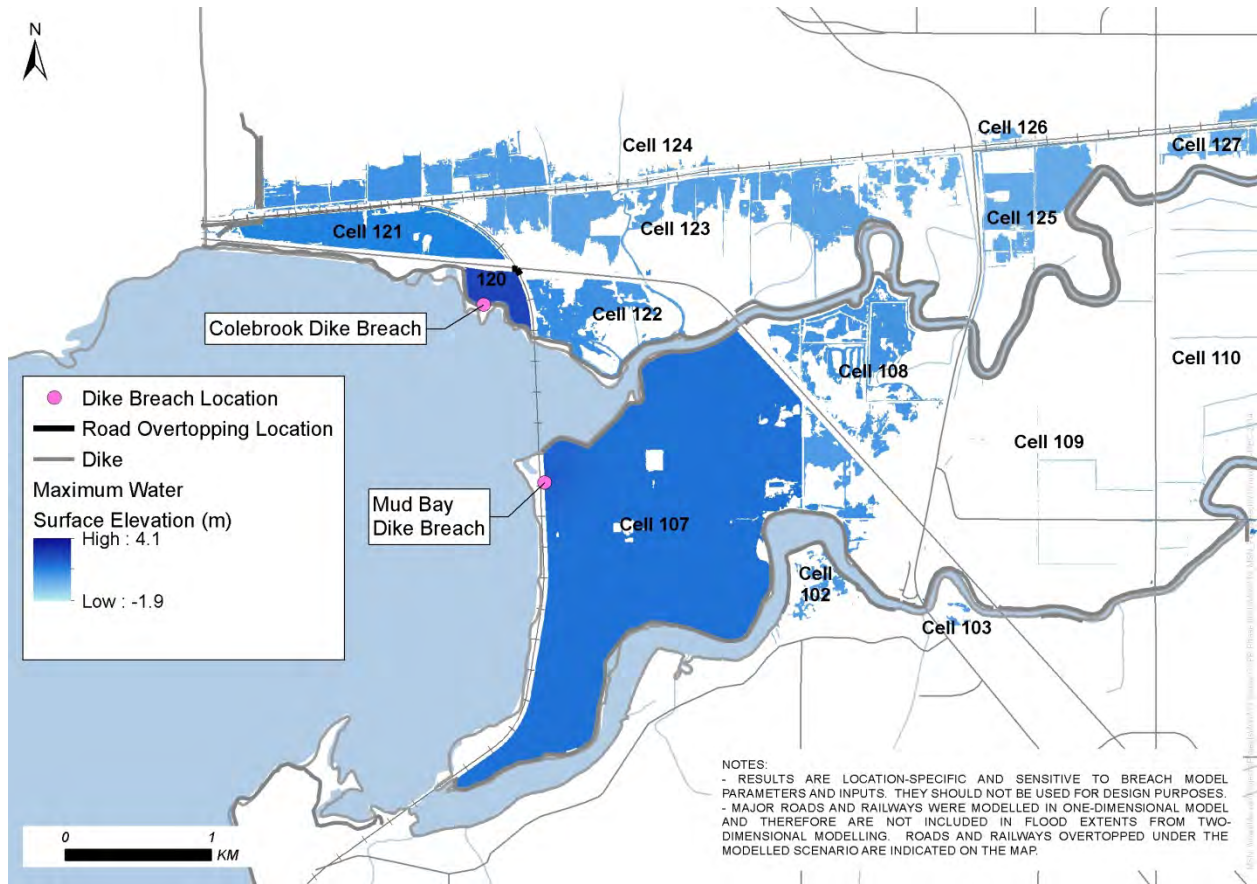 N
Cell 126
Cell 124
Cell 127
Cell 125
Cell 123
Cell 121
120
Colebrook Dike Breach
Cell 122
Cell 110
Cell 108
Dike Breach Location
Road Overtopping Location
Dike
Maximum Water
Surface Elevation (m)
High : 4.1
Low : -1.9
Cell 109
Mud Bay
Dike Breach
Cell 107
Cell
102
Cell 103
NOTES:
- RESULTS ARE LOCATION-SPECIFIC AND SENSITIVE TO BREACH MODEL
PARAMETERS AND INPUTS. THEY SHOULD NOT BE USED FOR DESIGN PURPOSES.
- MAJOR ROADS AND RAILWAYS WERE MODELLED IN ONE-DIMENSIONAL MODEL
AND THEREFORE ARE NOT INCLUDED IN FLOOD EXTENTS FROM TWO-
DIMENSIONAL MODELLING. ROADS AND RAILWAYS OVERTOPPED UNDER THE
MODELLED SCENARIO ARE INDICATED ON THE MAP.
0 1
KM